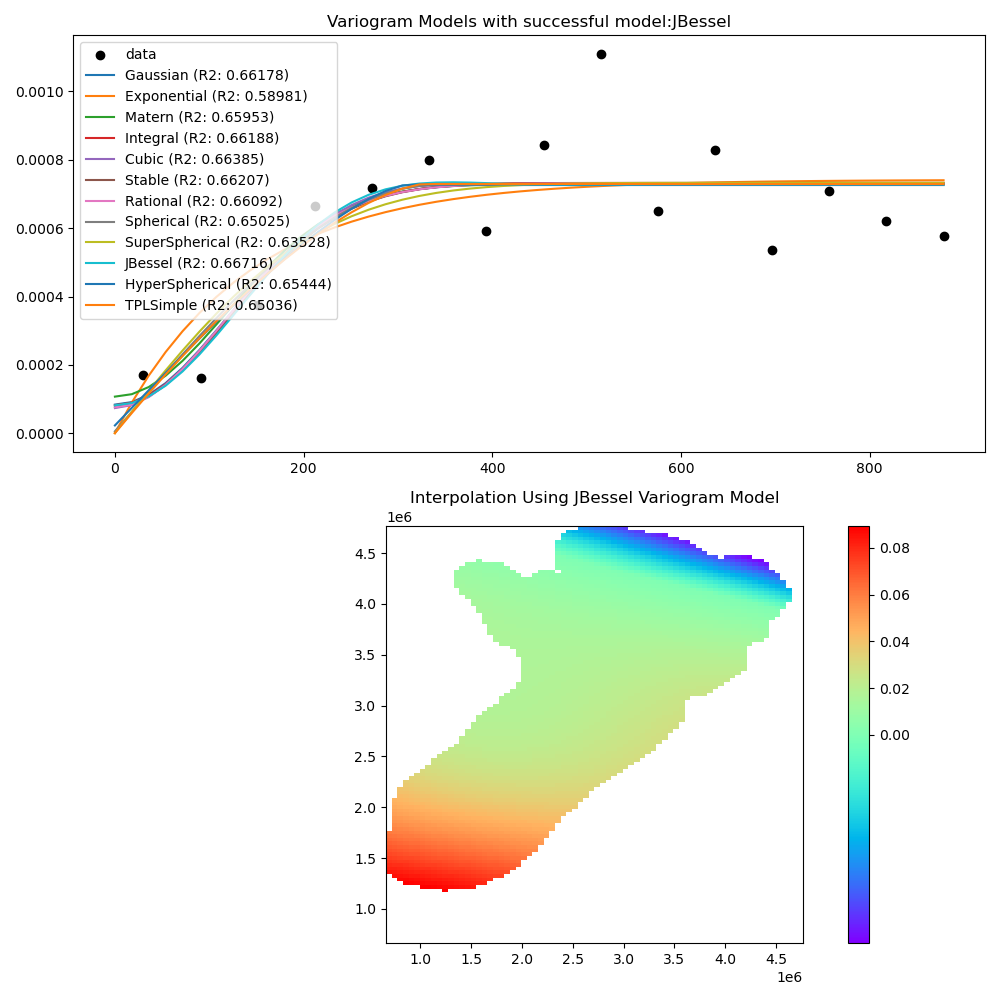 Variogram Models with successful model:JBessel
data
Gaussian (R2: 0.66178)
Exponential (R2: 0.58981)
Matern (R2: 0.65953)
Integral (R2: 0.66188)
Cubic (R2: 0.66385)
Stable (R2: 0.66207)
Rational (R2: 0.66092)
Spherical (R2: 0.65025)
SuperSpherical (R2: 0.63528)
JBessel (R2: 0.66716)
HyperSpherical (R2: 0.65444)
TPLSimple (R2: 0.65036)
0.0010
0.0008
0.0006
0.0004
0.0002
0.0000
0 200 400 600 800
Interpolation Using JBessel Variogram Model
1e6
4.5
4.0
3.5
3.0
2.5
2.0
1.5
1.0
1.0 1.5 2.0 2.5 3.0 3.5 4.0 4.5
1e6
0.08
0.06
0.04
0.02
0.00